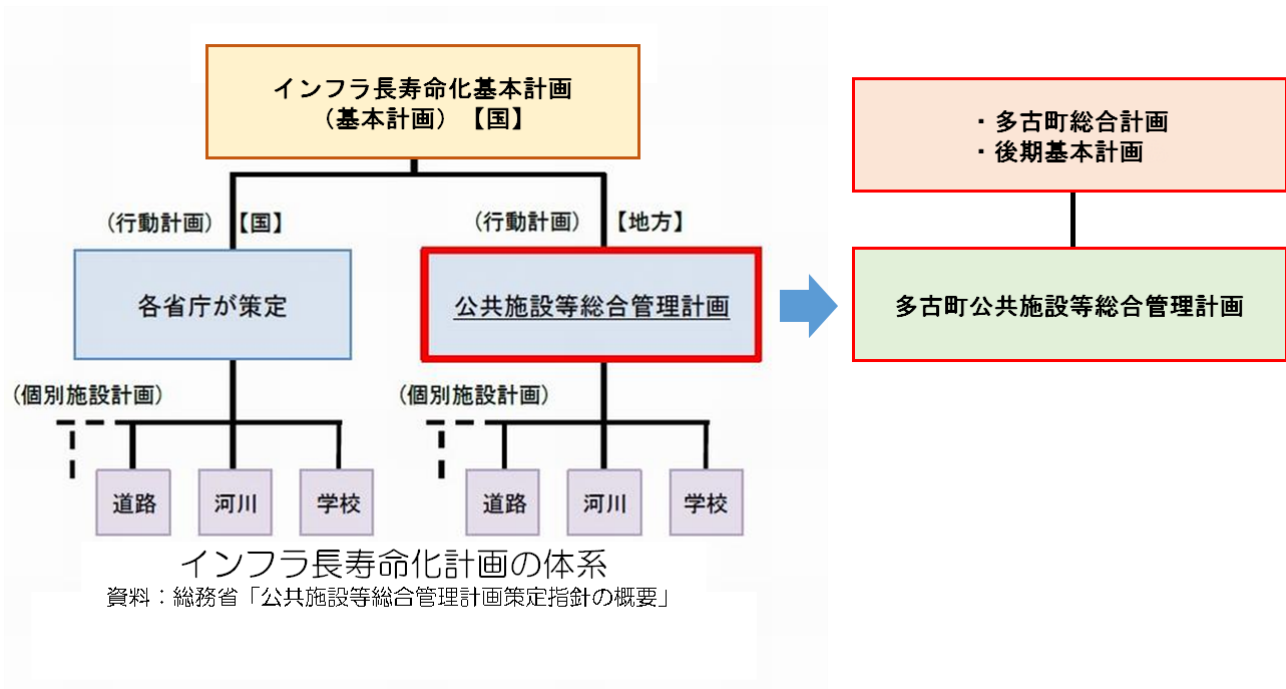 インフラ長寿命化基本計画
(基本計画) 【国】
(行動計画) 【国】
(行動計画) 【地方】
各省庁が策定
公共施設等総合管理計画
(個別施設計画)
(個別施設計画)
道路
河川
学校
道路
河川
学校
インフラ長寿命化計画の体系
資料：総務省「公共施設等総合管理計画策定指針の概要」
・多古町総合計画
・後期基本計画
多古町公共施設等総合管理計画